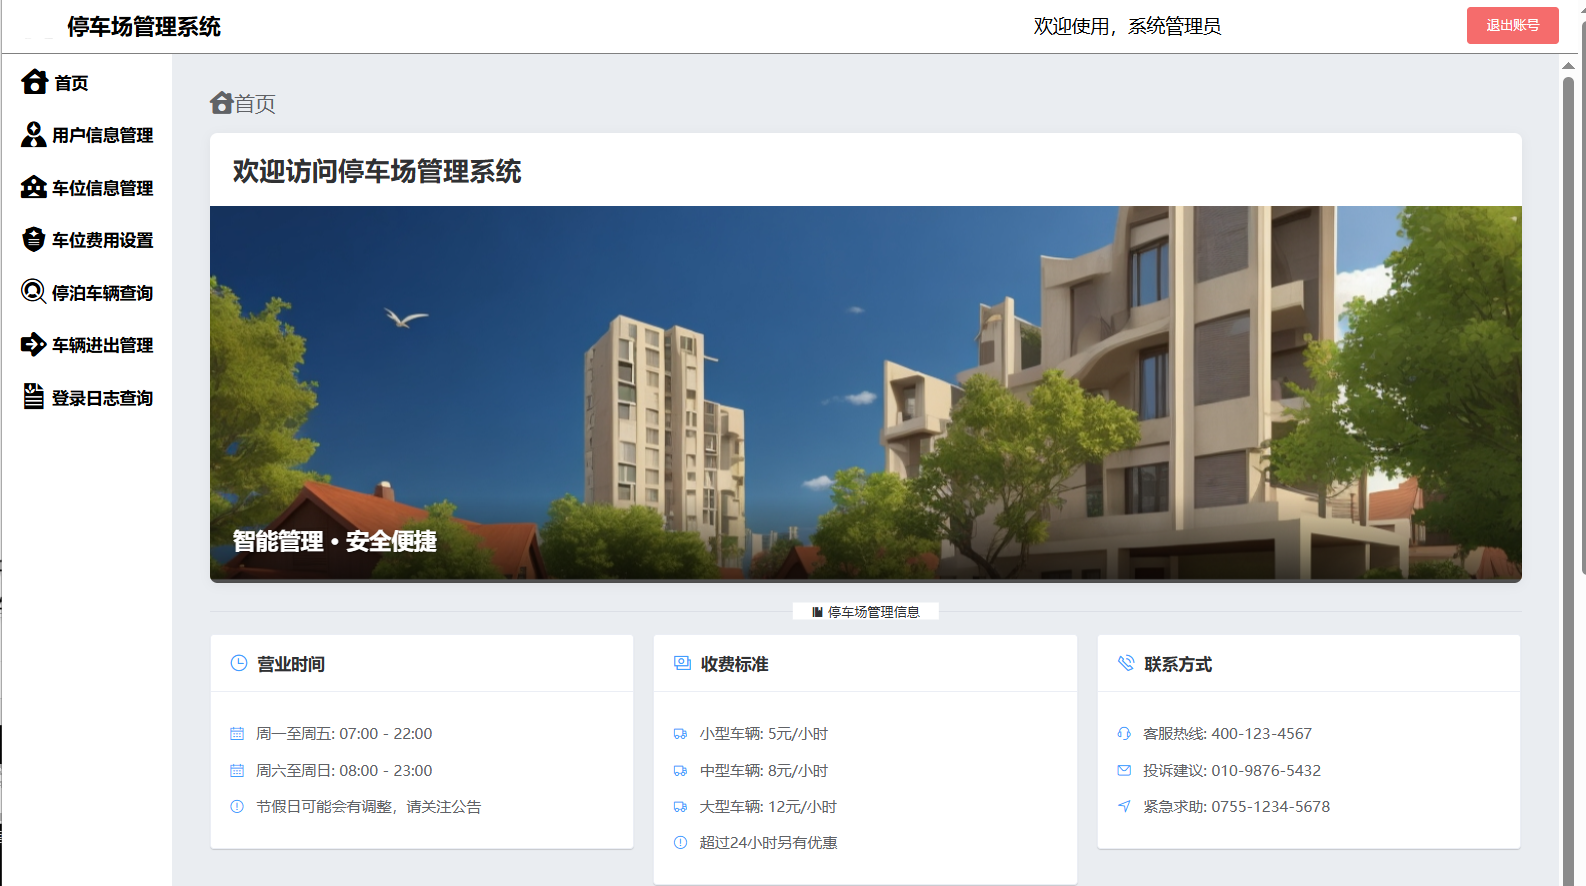 停车场管理系统
欢迎使用，系统管理员
退出账号
首页
用户信息管理
车位信息管理
车位费用设置
停泊车辆查询
车辆进出管理
登录日志查询
首页
欢迎访问停车场管理系统
智能管理 • 安全便捷
停车场管理信息
营业时间
周一至周五: 07:00 - 22:00
周六至周日: 08:00 - 23:00
节假日可能会有调整，请关注公告
收费标准
小型车辆: 5元/小时
中型车辆: 8元/小时
大型车辆: 12元/小时
超过24小时另有优惠
联系方式
客服热线: 400-123-4567
投诉建议: 010-9876-5432
紧急求助: 0755-1234-5678